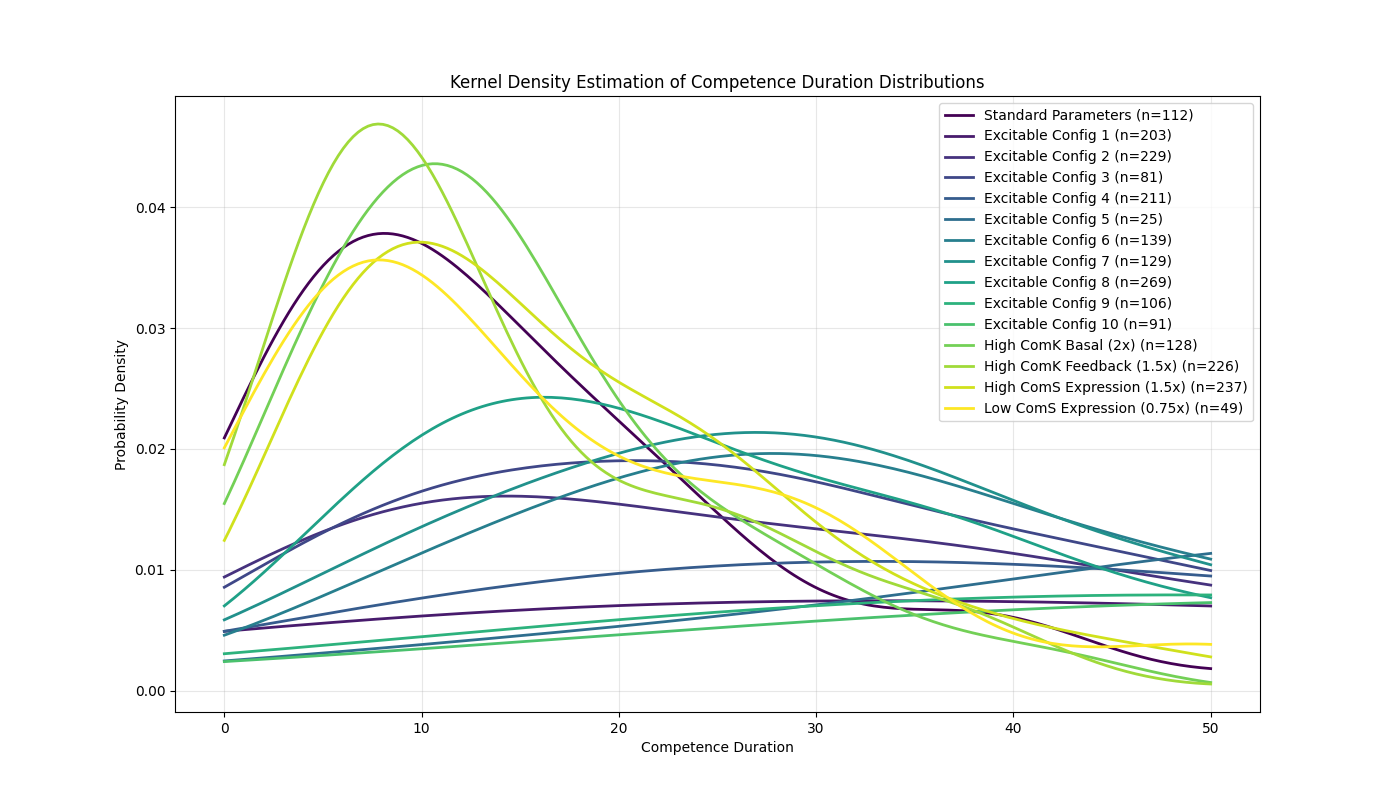 Kernel Density Estimation of Competence Duration Distributions
Standard Parameters (n=112)
Excitable Config 1 (n=203)
Excitable Config 2 (n=229)
Excitable Config 3 (n=81)
Excitable Config 4 (n=211)
Excitable Config 5 (n=25)
Excitable Config 6 (n=139)
Excitable Config 7 (n=129)
Excitable Config 8 (n=269)
Excitable Config 9 (n=106)
Excitable Config 10 (n=91)
High ComK Basal (2x) (n=128)
High ComK Feedback (1.5x) (n=226)
High ComS Expression (1.5x) (n=237)
Low ComS Expression (0.75x) (n=49)
Probability Density
0.04
0.03
0.02
0.01
0.00
0 10 20 30 40 50
Competence Duration